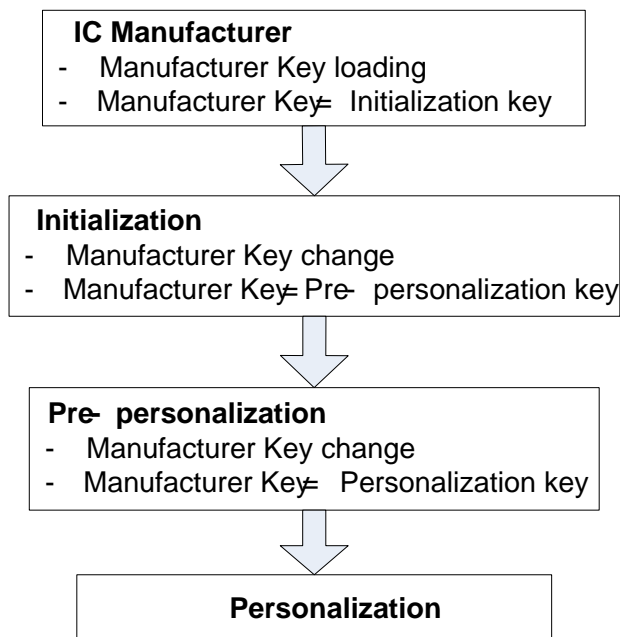 IC Manufacturer
- Manufacturer Key loading
- Manufacturer Key= Initialization key
Initialization
- Manufacturer Key change
- Manufacturer Key= Pre- personalization key
Pre- personalization
- Manufacturer Key change
- Manufacturer Key= Personalization key
Personalization